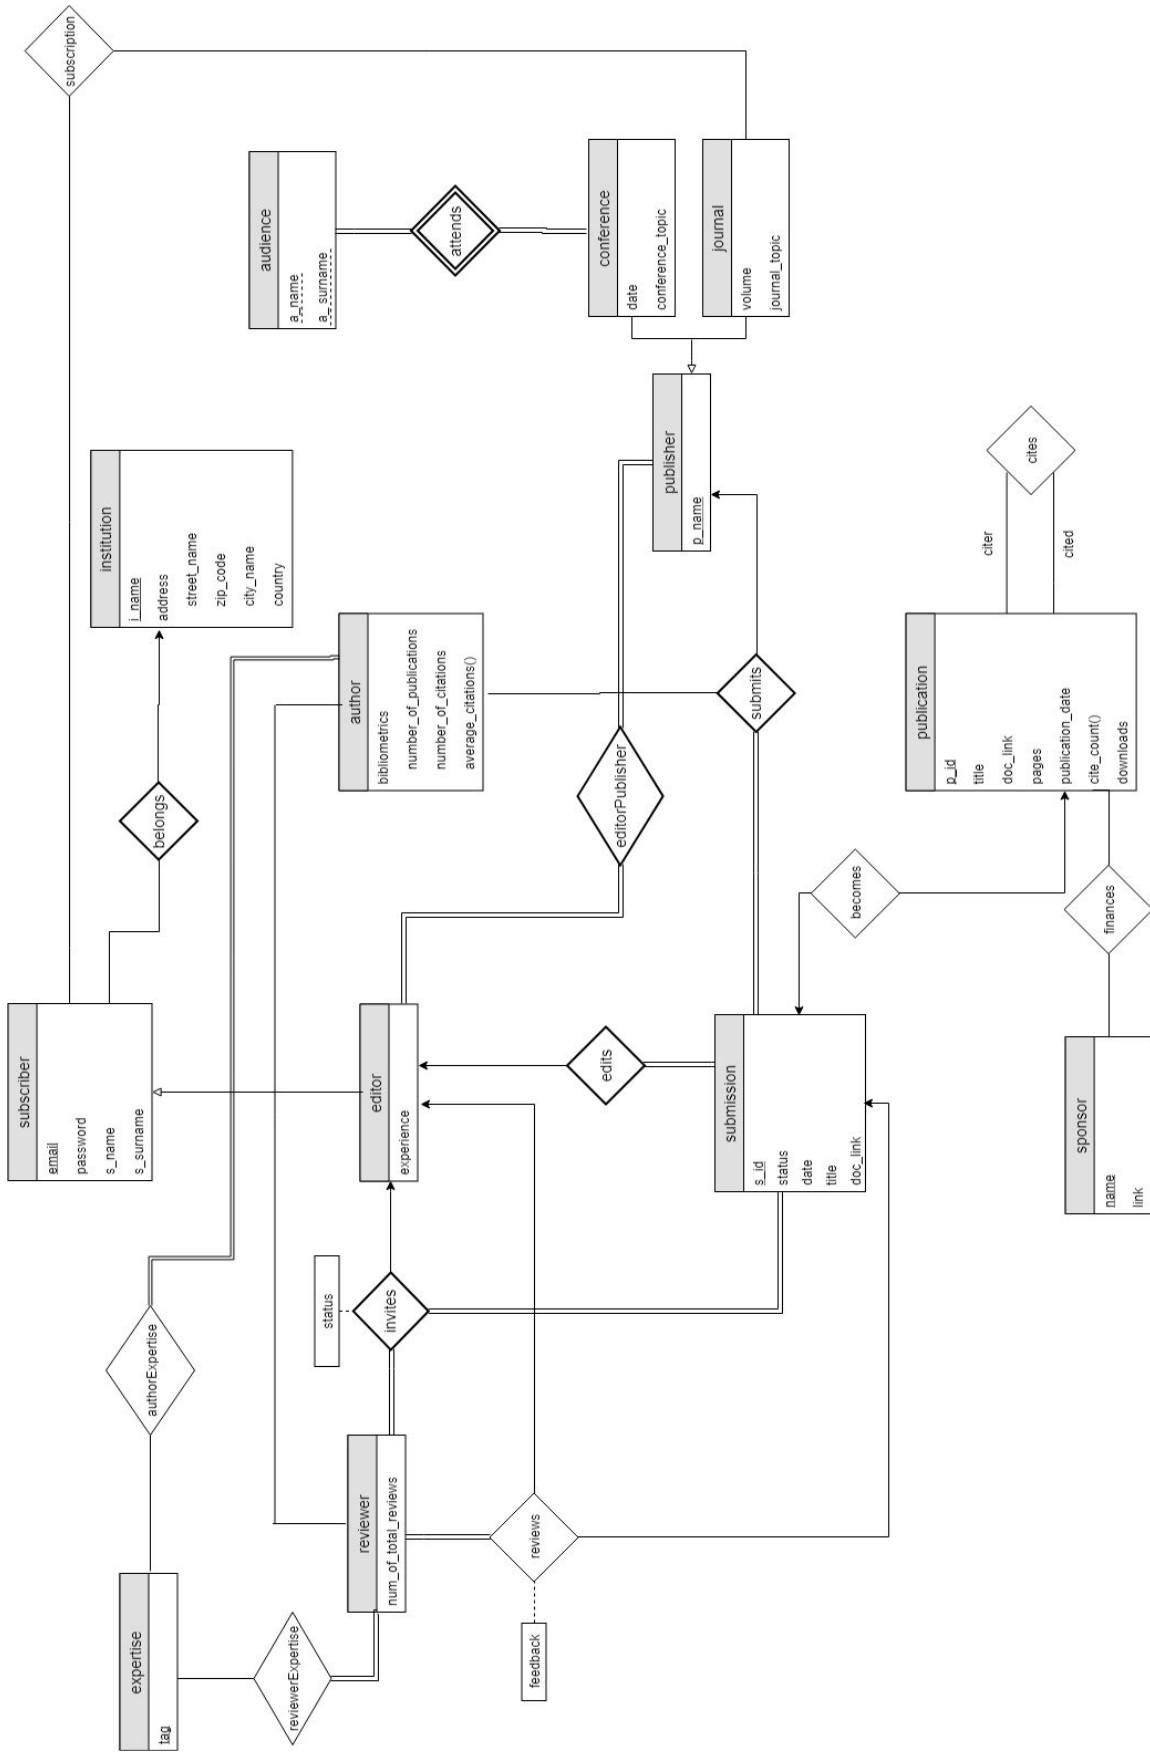 expertise
tag
authorExpertise
reviewerExpertise
subscriber
email
password
s_name
s_surname
subscription
belongs
institution
i_name
address
street_name
zip_code
city_name
country
audience
a_name
a_surname
attends
conference
date
conference_topic
journal
volume
journal_topic
publisher
p_name
author
bibliometrics
number_of_publications
number_of_citations
average_citations()
editorPublisher
editor
experience
status
invites
reviewer
num_of_total_reviews
reviews
feedback
edits
submits
submission
s_id
status
date
title
doc_link
becomes
publication
p_id
title
doc_link
pages
publication_date
cite_count()
downloads
citer
cited
cites
finances
sponsor
name
link